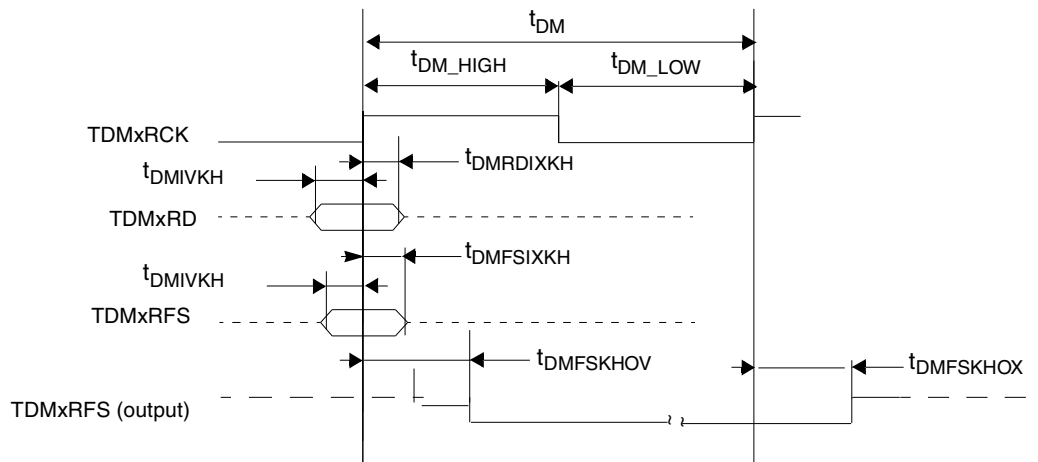 tDM
tDM_HIGH
tDM_LOW
TDMxRCK
tDMIVKH
tDMRDIXKH
TDMxRD
tDMIVKH
tDMFSIXKH
TDMxRFS
tDMFSKHOV
tDMFSKHOX
TDMxRFS (output)